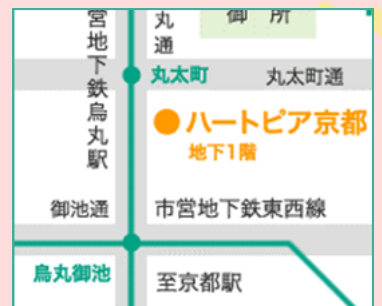 営地下鉄烏丸駅
丸通
御所
丸太町
丸太町通
ハートピア京都
地下1階
御池通
市営地下鉄東西線
烏丸御池
至京都駅